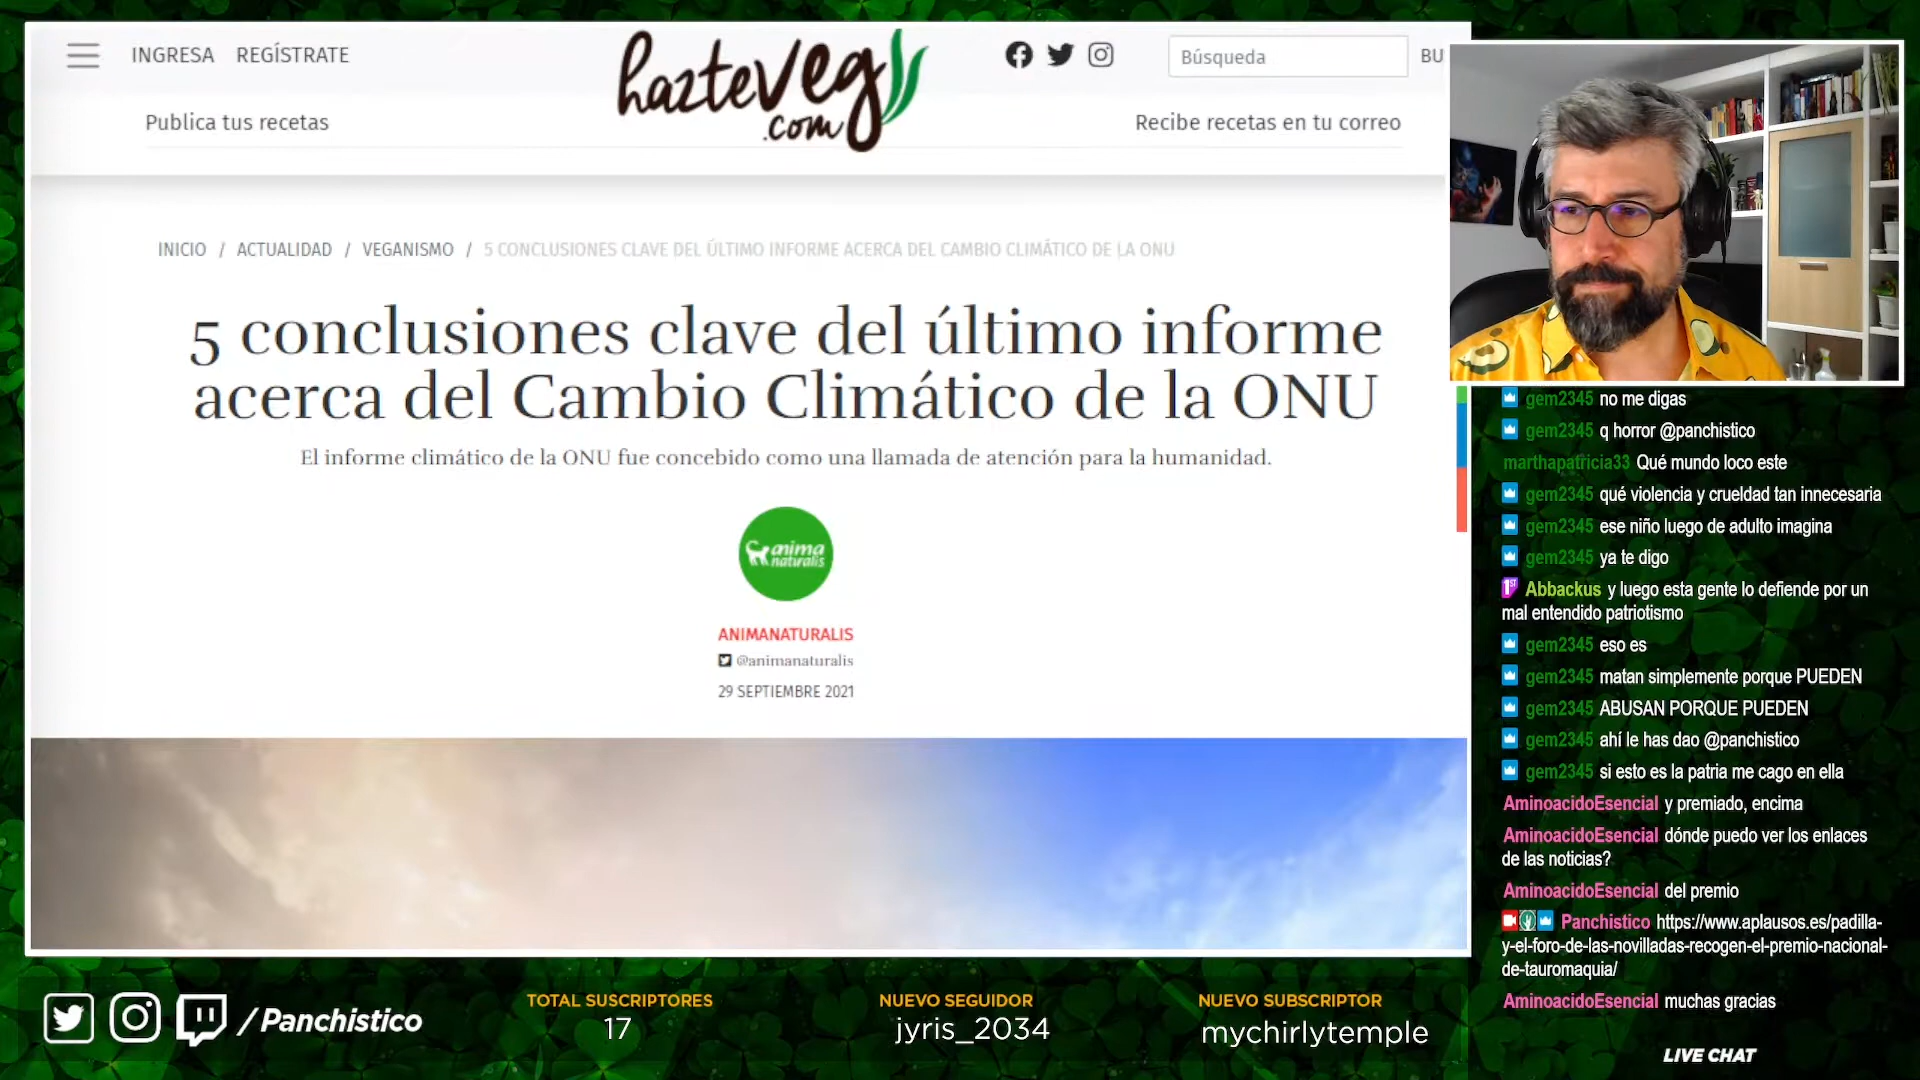 INGRESA REGÍSTRATE
hazteveg
.com
Búsqueda
BU
Publica tus recetas
Recibe recetas en tu correo
INICIO / ACTUALIDAD / VEGANISMO / 5 CONCLUSIONES CLAVE DEL ÚLTIMO INFORME ACERCA DEL CAMBIO CLIMÁTICO DE LA ONU
5 conclusiones clave del último informe
acerca del Cambio Climático de la ONU
El informe climático de la ONU fue concebido como una llamada de atención para la humanidad.
anima
naturalis
ANIMANATURALIS
@animanaturalis
29 SEPTIEMBRE 2021
gem2345 no me digas
gem2345 q horror @panchistico
marthapatricia33 Qué mundo loco este
gem2345 qué violencia y crueldad tan innecesaria
gem2345 ese niño luego de adulto imagina
gem2345 ya te digo
Abbackus y luego esta gente lo defiende por un
mal entendido patriotismo
gem2345 eso es
gem2345 matan simplemente porque PUEDEN
gem2345 ABUSAN PORQUE PUEDEN
gem2345 ahí le has dao @panchistico
gem2345 si esto es la patria me cago en ella
AminoacidoEsencial y premiado, encima
AminoacidoEsencial dónde puedo ver los enlaces
de las noticias?
AminoacidoEsencial del premio
Panchistico https://www.aplausos.es/padilla-
y-el-foro-de-las-novilladas-recogen-el-premio-nacional-
de-tauromaquia/
AminoacidoEsencial muchas gracias
LIVE CHAT
/Panchistico
TOTAL SUSCRIPTORES
17
NUEVO SEGUIDOR
jyris_2034
NUEVO SUBSCRIPTOR
mychirlytemple